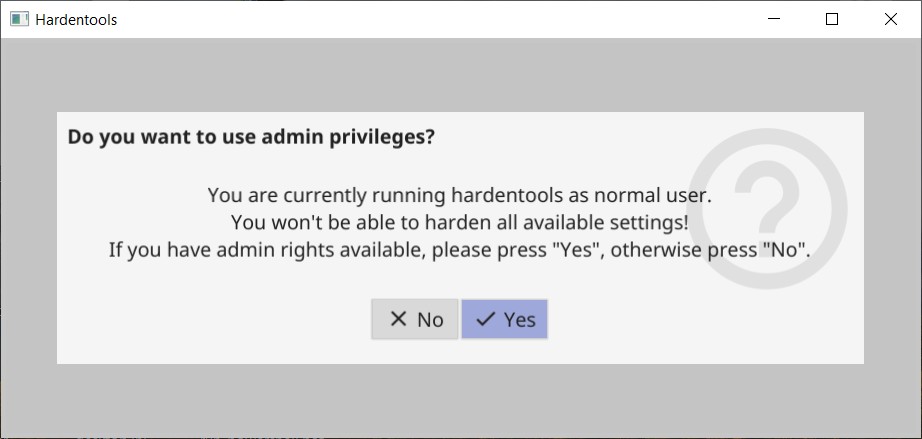 Hardentools
Do you want to use admin privileges?
You are currently running hardentools as normal user.
You won't be able to harden all available settings!
If you have admin rights available, please press "Yes", otherwise press "No".
No
Yes